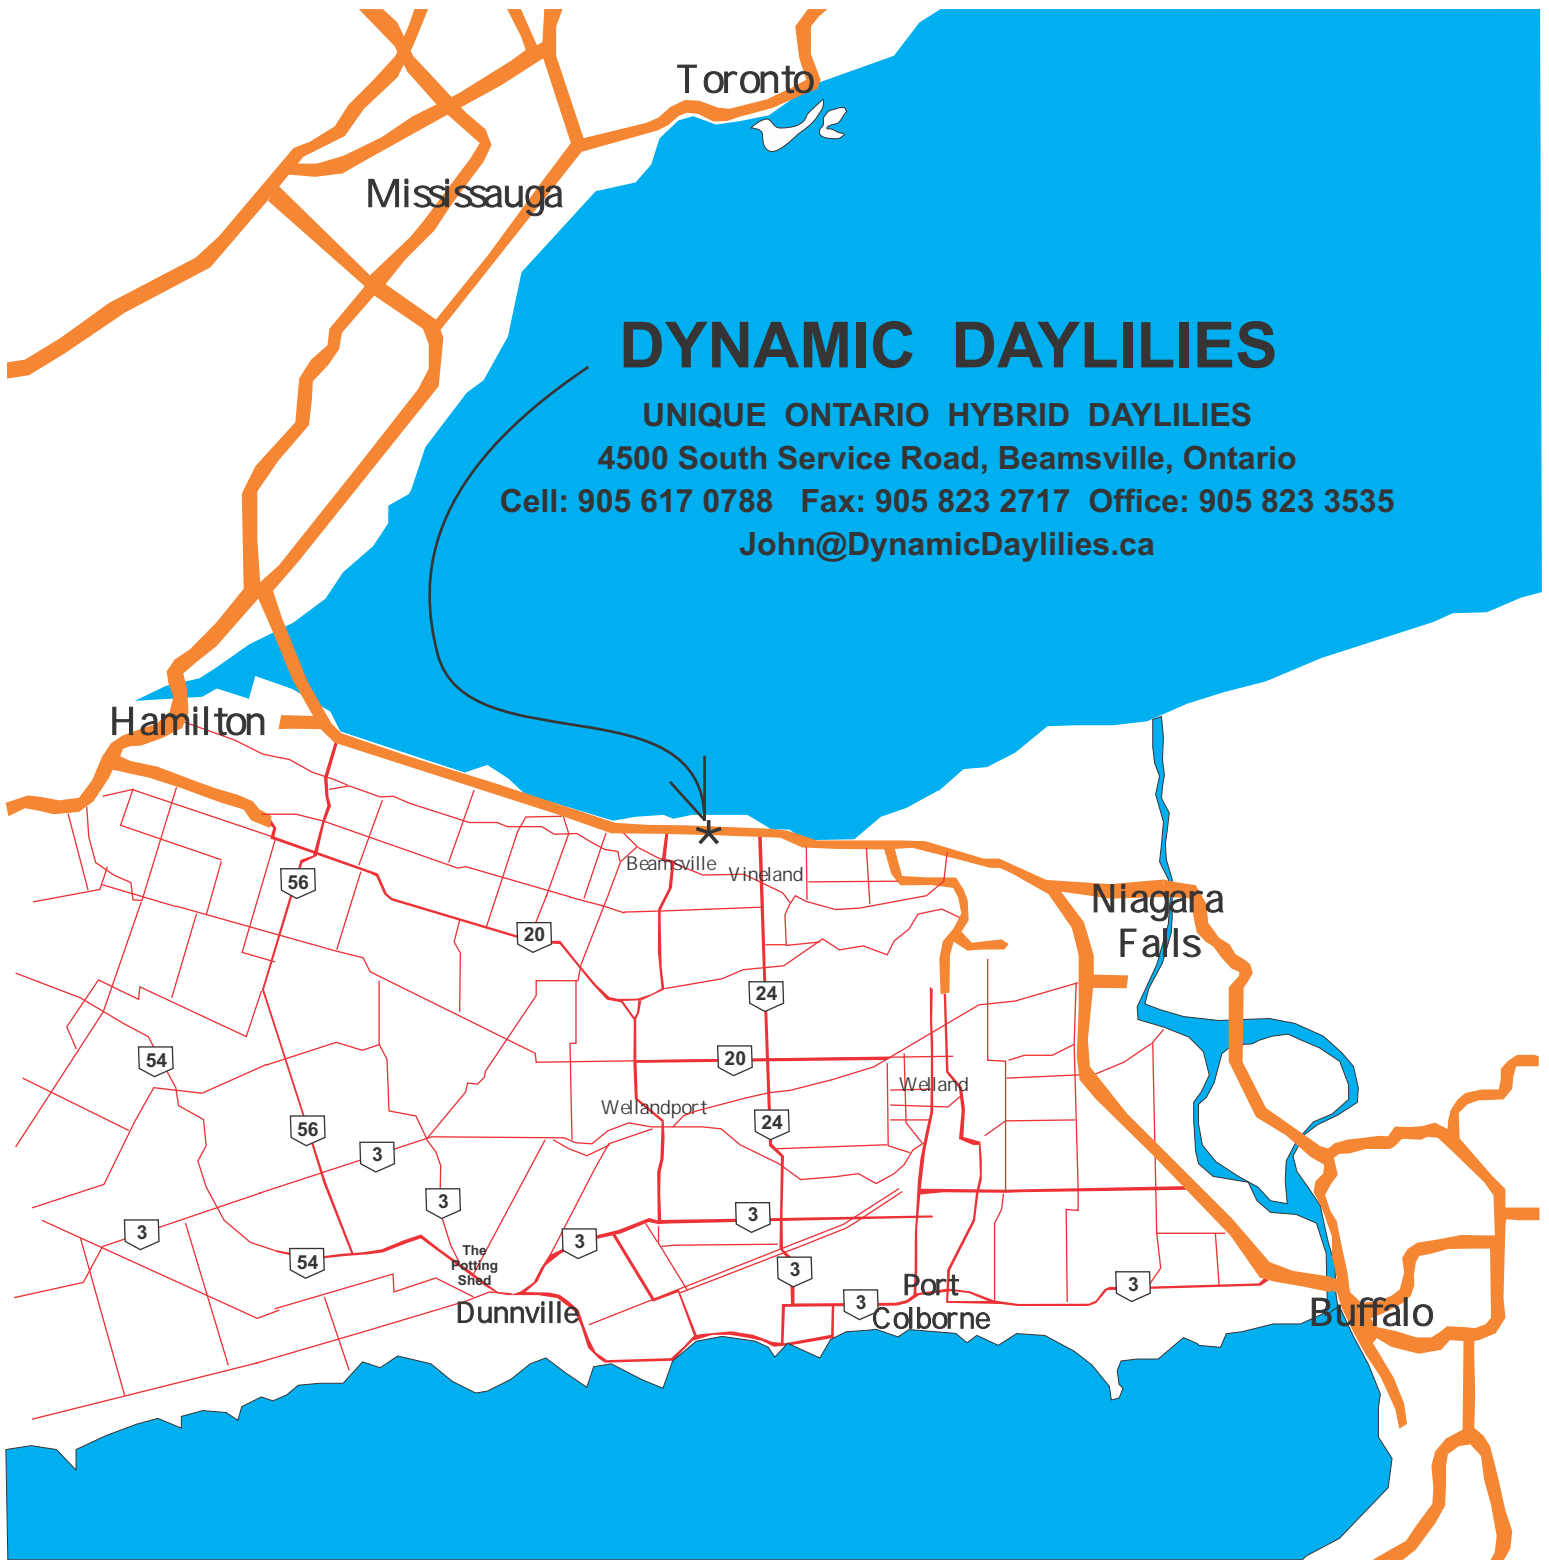 Toronto
Mississauga
DYNAMIC DAYLILIES
UNIQUE ONTARIO HYBRID DAYLILIES
4500 South Service Road, Beamsville, Ontario
Cell: 905 617 0788 Fax: 905 823 2717 Office: 905 823 3535
John@DynamicDaylilies.ca
Hamilton
Beamsville
Vineland
56
Niagara
Falls
20
24
54
20
Welland
Wellandport
24
56
3
3
3
3
3
54
The
Potting
Shed
3
3
3
Port
Colborne
Dunnville
Buffalo